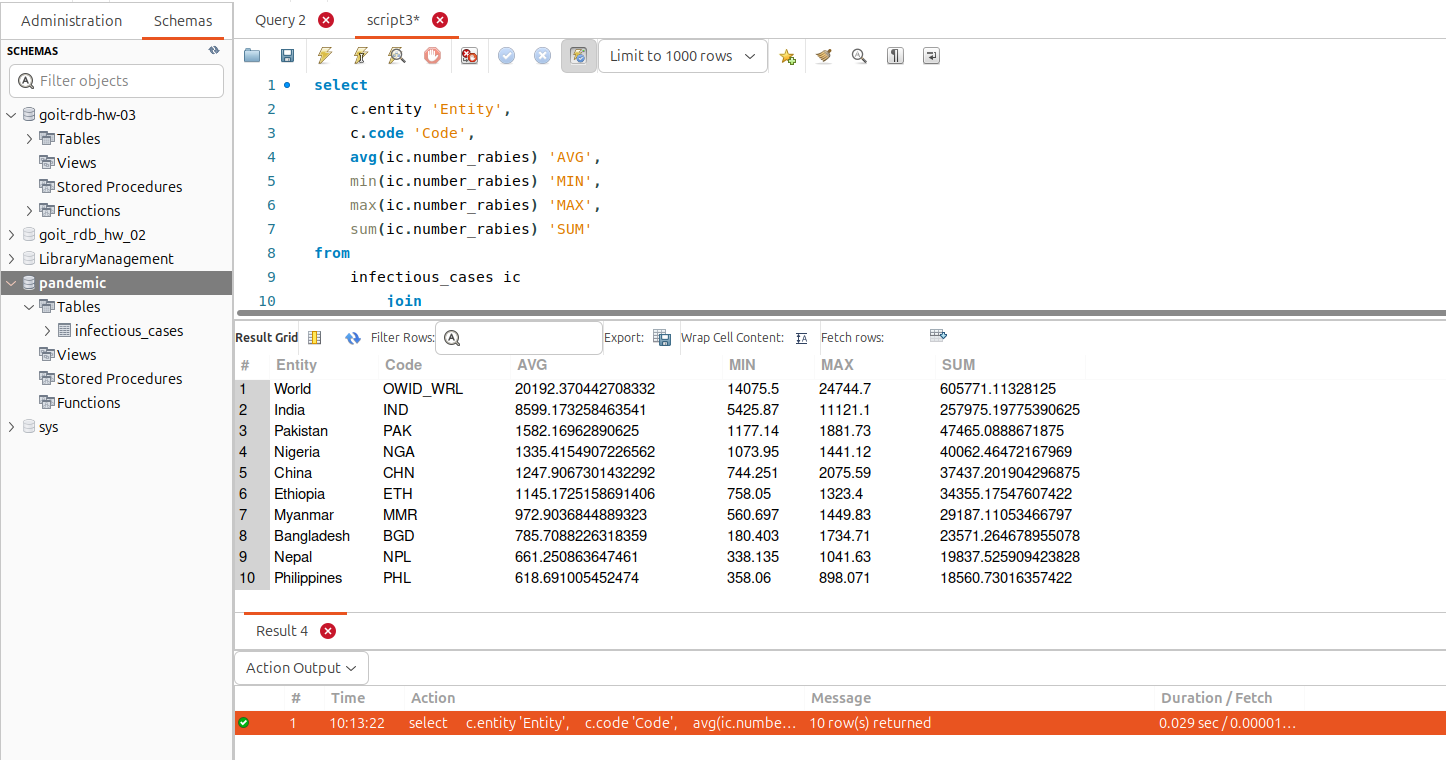 Administration Schemas
SCHEMAS
Filter objects
goit-rdb-hw-03
Tables
Views
Stored Procedures
Functions
goit_rdb_hw_02
LibraryManagement
pandemic
Tables
infectious_cases
Views
Stored Procedures
Functions
sys
Query 2 script3*
Limit to 1000 rows
1 select
2 c.entity 'Entity',
3 c.code 'Code',
4 avg(ic.number_rabies) 'AVG',
5 min(ic.number_rabies) 'MIN',
6 max(ic.number_rabies) 'MAX',
7 sum(ic.number_rabies) 'SUM'
8 from
9 infectious_cases ic
10 join
Result Grid Filter Rows: Export: Wrap Cell Content: Fetch rows:
# Entity Code AVG MIN MAX SUM
1 World OWID_WRL 20192.370442708332 14075.5 24744.7 605771.11328125
2 India IND 8599.173258463541 5425.87 11121.1 257975.19775390625
3 Pakistan PAK 1582.16962890625 1177.14 1881.73 47465.0888671875
4 Nigeria NGA 1335.4154907226562 1073.95 1441.12 40062.46472167969
5 China CHN 1247.9067301432292 744.251 2075.59 37437.201904296875
6 Ethiopia ETH 1145.1725158691406 758.05 1323.4 34355.17547607422
7 Myanmar MMR 972.9036844889323 560.697 1449.83 29187.11053466797
8 Bangladesh BGD 785.7088226318359 180.403 1734.71 23571.264678955078
9 Nepal NPL 661.250863647461 338.135 1041.63 19837.525909423828
10 Philippines PHL 618.691005452474 358.06 898.071 18560.73016357422
Result 4
Action Output
# Time Action Message Duration / Fetch
1 10:13:22 select c.entity 'Entity', c.code 'Code', avg(ic.numbe... 10 row(s) returned 0.029 sec / 0.00001...